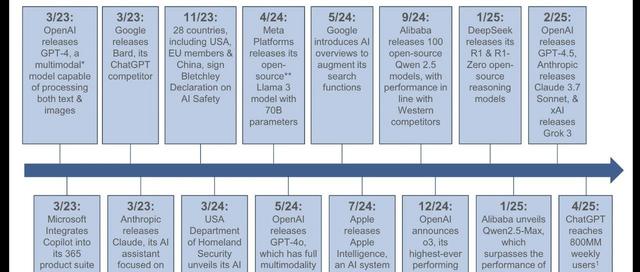 3/23:
OpenAI
releases
GPT-4, a
multimodal*
model capable
of processing
both text &
images
3/23:
Google
releases
Bard, its
ChatGPT
competitor
11/23:
28 countries,
including USA,
EU members &
China, sign
Bletchley
Declaration on
AI Safety
4/24:
Meta
Platforms
releases its
open-
source**
Llama 3
model with
70B
parameters
5/24:
Google
introduces AI
overviews to
augment its
search
functions
9/24:
Alibaba
releases 100
open-source
Qwen 2.5
models, with
performance in
line with
Western
competitors
1/25:
DeepSeek
releases its
R1 & R1-
Zero open-
source
reasoning
models
2/25:
OpenAI
releases
GPT-4.5,
Anthropic
releases
Claude 3.7
Sonnet, &
xAI
releases
Grok 3
3/23:
Microsoft
Integrates
Copilot into
its 365
product suite
3/23:
Anthropic
releases
Claude, its AI
assistant
focused on
3/24:
USA
Department
of Homeland
Security
unveils its AI
5/24:
OpenAI
releases
GPT-4o,
which has full
multimodality
7/24:
Apple
releases
Apple
Intelligence,
an AI system
12/24:
OpenAI
announces
o3, its
highest-ever
performing
1/25:
Alibaba unveils
Qwen2.5-Max,
which
surpasses the
performance of
4/25:
ChatGPT
reaches
800MM
weekly
users¹